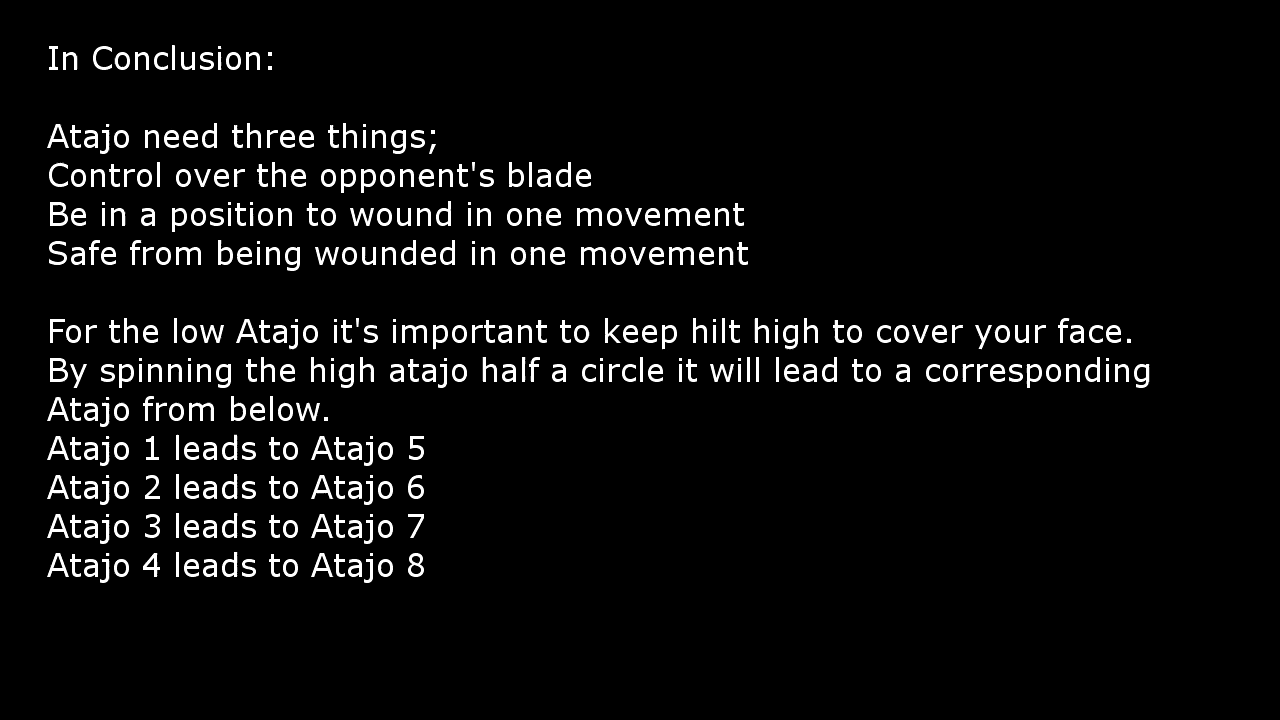 In Conclusion:
Atajo need three things;
Control over the opponent's blade
Be in a position to wound in one movement
Safe from being wounded in one movement
For the low Atajo it's important to keep hilt high to cover your face.
By spinning the high atajo half a circle it will lead to a corresponding
Atajo from below.
Atajo 1 leads to Atajo 5
Atajo 2 leads to Atajo 6
Atajo 3 leads to Atajo 7
Atajo 4 leads to Atajo 8